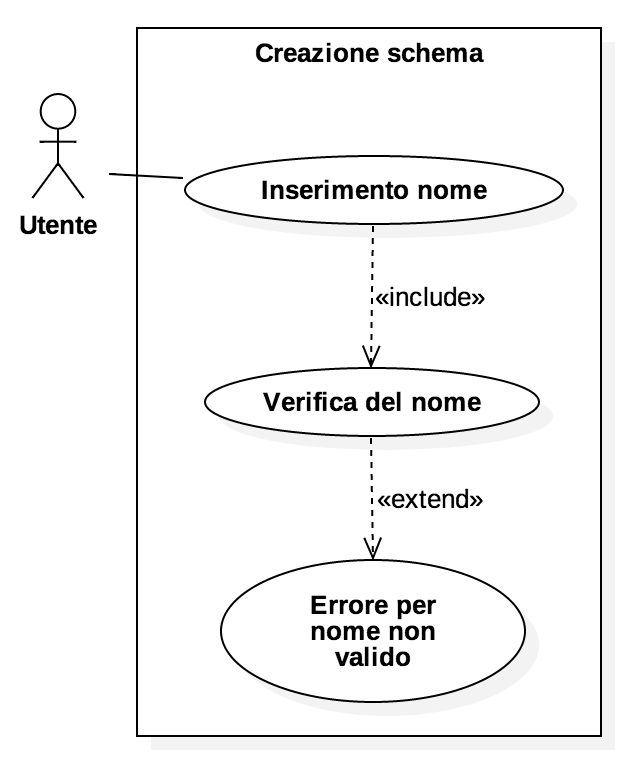 Creazione schema
Utente
Inserimento nome
«include»
Verifica del nome
«extend»
Errore per
nome non
valido